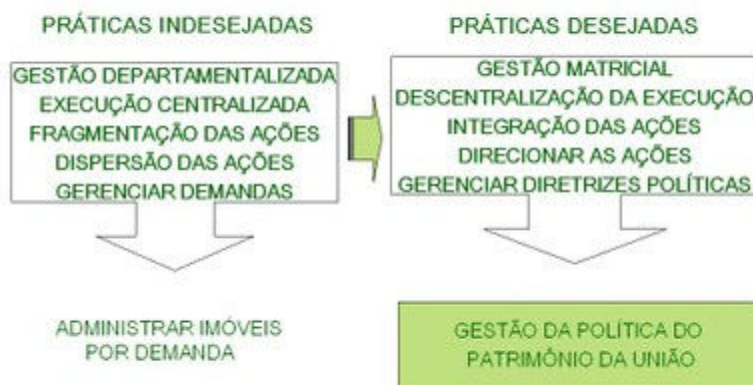 PRÁTICAS INDESEJADAS
GESTÃO DEPARTAMENTALIZADA
EXECUÇÃO CENTRALIZADA
FRAGMENTAÇÃO DAS AÇÕES
DISPERSÃO DAS AÇÕES
GERENCIAR DEMANDAS
ADMINISTRAR IMÓVEIS
POR DEMANDA
PRÁTICAS DESEJADAS
GESTÃO MATRICIAL
DESCENTRALIZAÇÃO DA EXECUÇÃO
INTEGRAÇÃO DAS AÇÕES
DIRECIONAR AS AÇÕES
GERENCIAR DIRETRIZES POLÍTICAS
GESTÃO DA POLÍTICA DO
PATRIMÔNIO DA UNIÃO